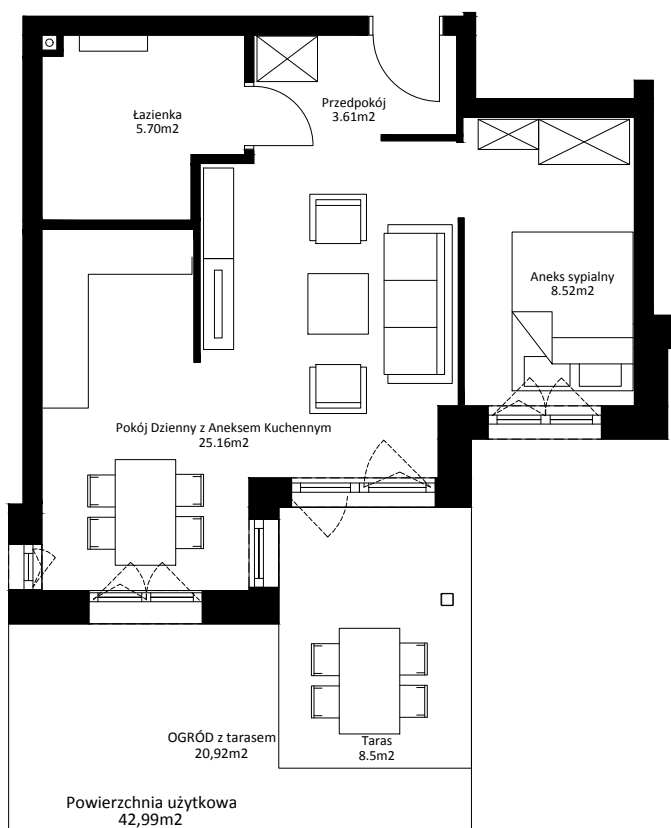 Łazienka
5.70m2
Przedpokój
3.61m2
Aneks sypialny
8.52m2
Pokój Dzienny z Aneksem Kuchennym
25.16m2
OGRÓD z tarasem
20,92m2
Taras
8.5m2
Powierzchnia użytkowa
42,99m2